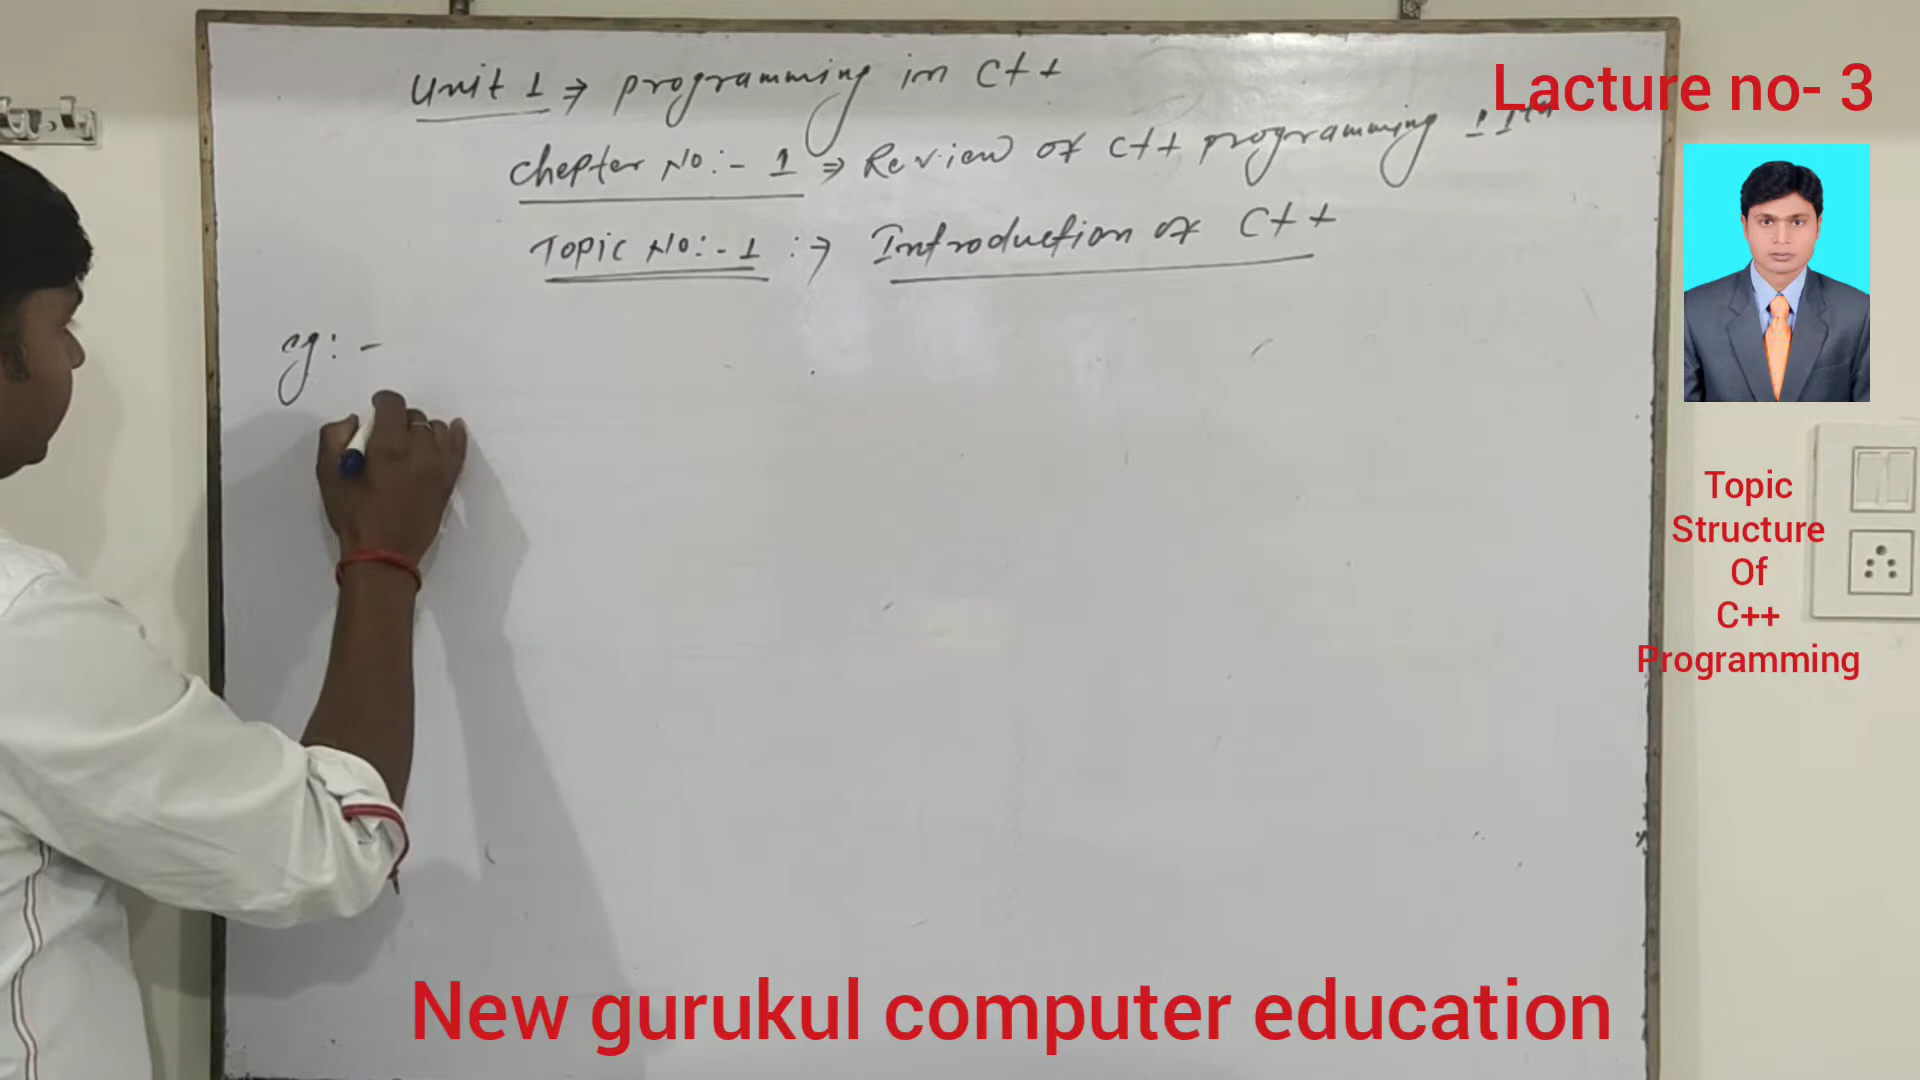 Unit 1 ⇒ programming in C++
Chepter No:- 1 ⇒ Review of C++ programming 11th
Topic No:- 1 :⇒ Introduction of C++
eg: -
Lacture no- 3
Topic
Structure
Of
C++
Programming
New gurukul computer education